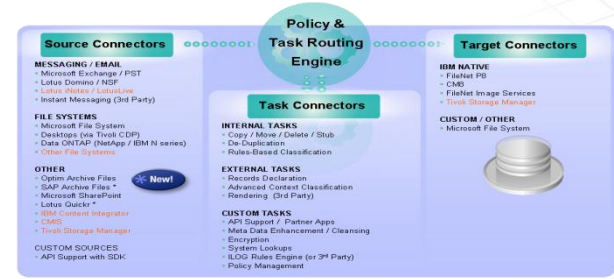 Policy &
Task Routing
Engine
Source Connectors
MESSAGING / EMAIL
Microsoft Exchange / PST
Lotus Domino / NSF
Lotus iNotes / LotusLive
Instant Messaging (3rd Party)
FILE SYSTEMS
Microsoft File System
Desktops (via Tivoli CDP)
Data ONTAP (NetApp / IBM N series)
Other File Systems
OTHER
Optim Archive Files
SAP Archive Files *
Microsoft SharePoint
Lotus Quickr *
IBM Content Integrator
CMIS
Tivoli Storage Manager
* New!
CUSTOM SOURCES
API Support with SDK
Task Connectors
INTERNAL TASKS
Copy / Move / Delete / Stub
De-Duplication
Rules-Based Classification
EXTERNAL TASKS
Records Declaration
Advanced Context Classification
Rendering (3rd Party)
CUSTOM TASKS
API Support / Partner Apps
Meta Data Enhancement / Cleansing
Encryption
System Lookups
ILOG Rules Engine (or 3rd Party)
Policy Management
Target Connectors
IBM NATIVE
FileNet P8
CM8
FileNet Image Services
Tivoli Storage Manager
CUSTOM / OTHER
Microsoft File System